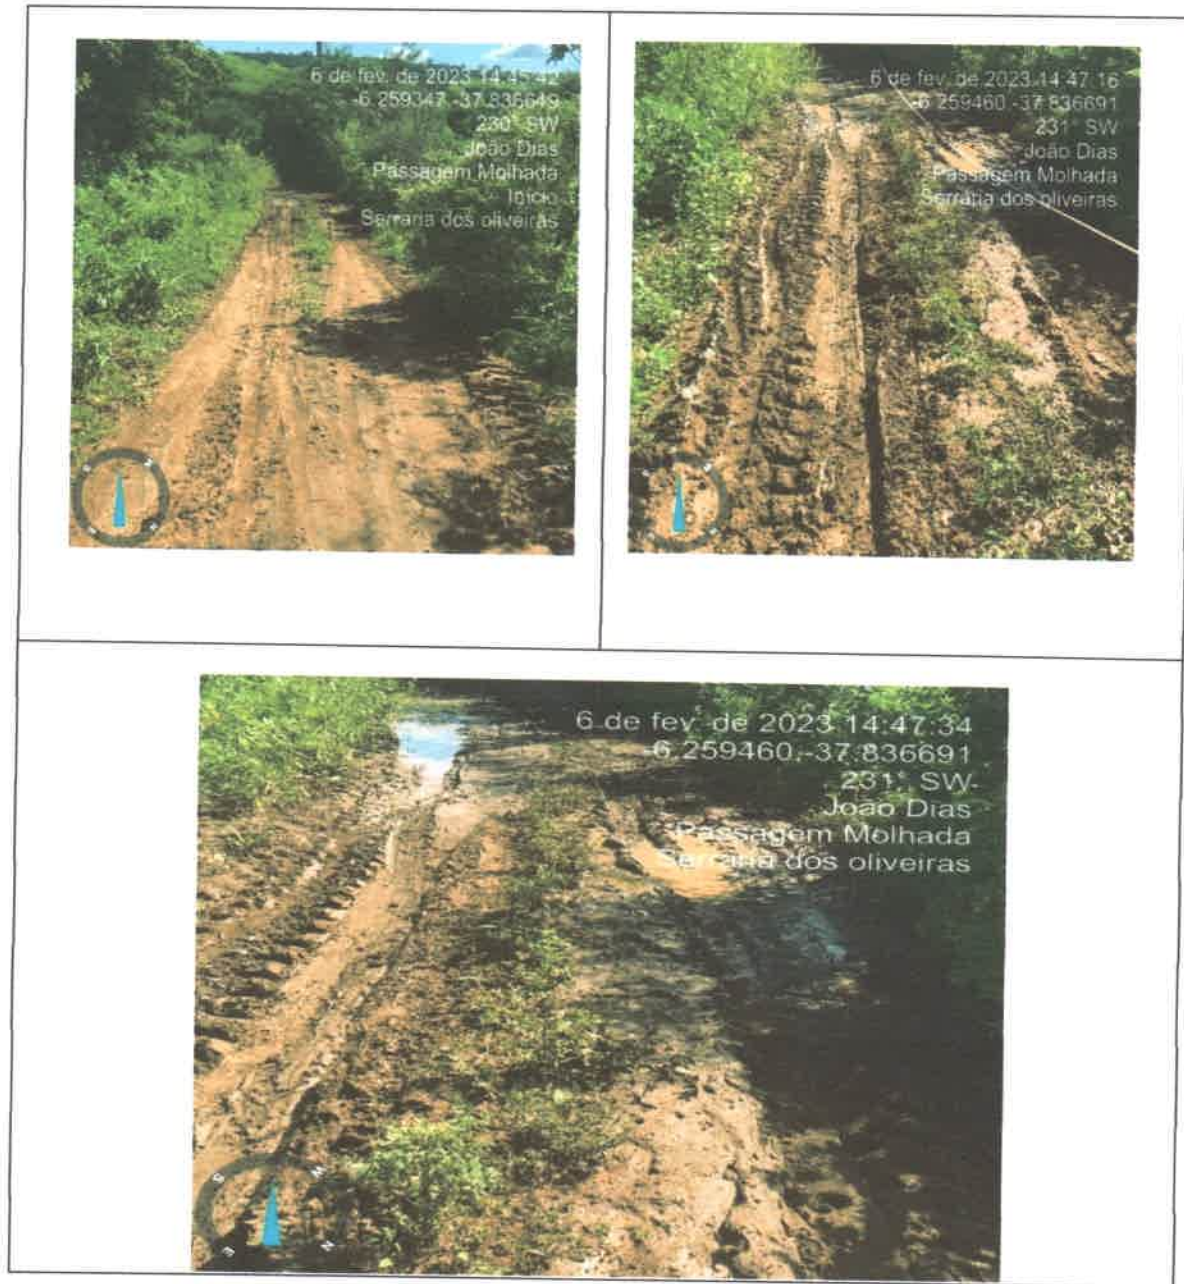 6 de fev. de 2023 14:45:42
-6.259347,-37.836649
230° SW
João Dias
Passagem Molhada
Início
Serraria dos oliveiras
6 de fev. de 2023 14:47:16
-6.259460,-37.836691
231° SW
João Dias
Passagem Molhada
Serraria dos oliveiras
6 de fev. de 2023 14:47:34
-6.259460,-37.836691
231° SW
João Dias
Passagem Molhada
Serraria dos oliveiras
S W
E N